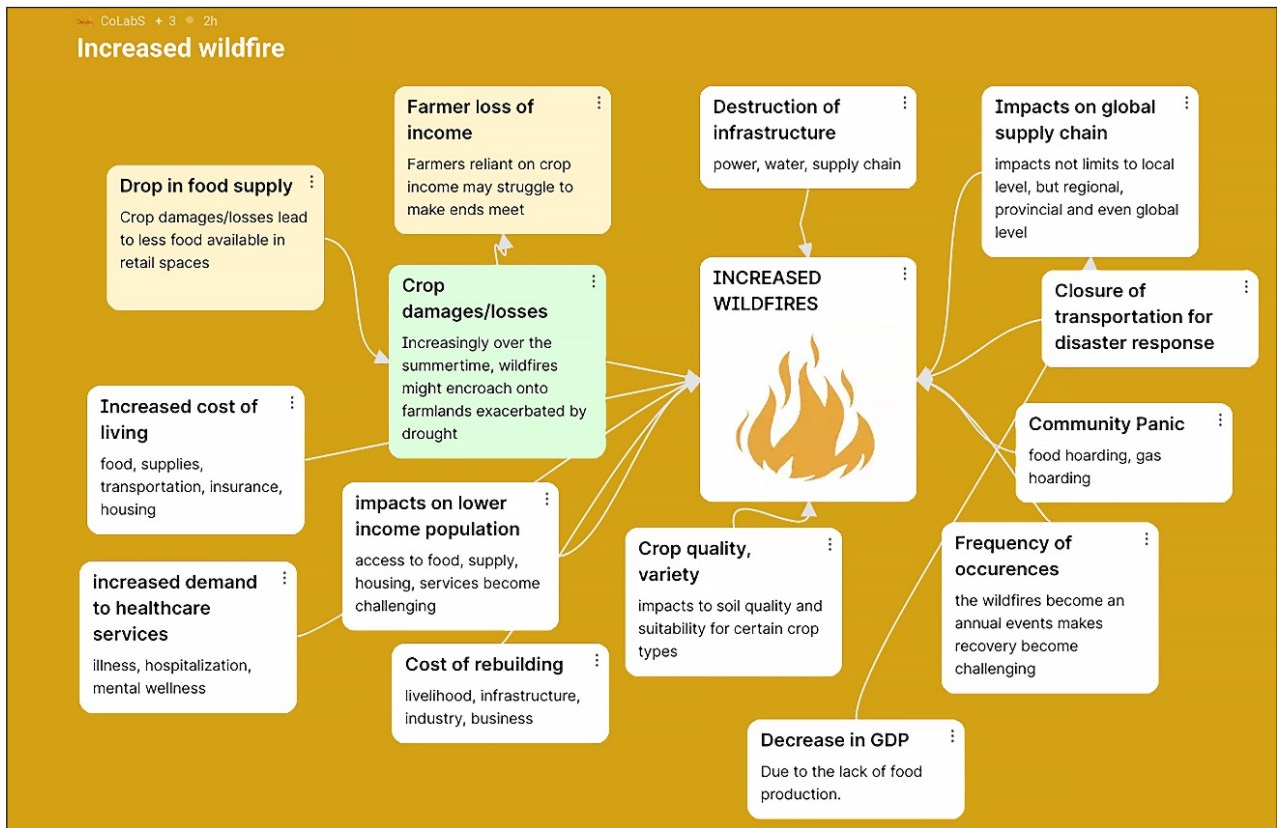 CoLabS + 3 2h
Increased wildfire
Farmer loss of
income
Farmers reliant on crop
income may struggle to
make ends meet
Destruction of
infrastructure
power, water, supply chain
Impacts on global
supply chain
impacts not limits to local
level, but regional,
provincial and even global
level
Drop in food supply
Crop damages/losses lead
to less food available in
retail spaces
Crop
damages/losses
Increasingly over the
summertime, wildfires
might encroach onto
farmlands exacerbated by
drought
INCREASED
WILDFIRES
Closure of
transportation for
disaster response
Increased cost of
living
food, supplies,
transportation, insurance,
housing
Community Panic
food hoarding, gas
hoarding
impacts on lower
income population
access to food, supply,
housing, services become
challenging
Crop quality,
variety
impacts to soil quality and
suitability for certain crop
types
Frequency of
occurences
the wildfires become an
annual events makes
recovery become
challenging
increased demand
to healthcare
services
illness, hospitalization,
mental wellness
Cost of rebuilding
livelihood, infrastructure,
industry, business
Decrease in GDP
Due to the lack of food
production.